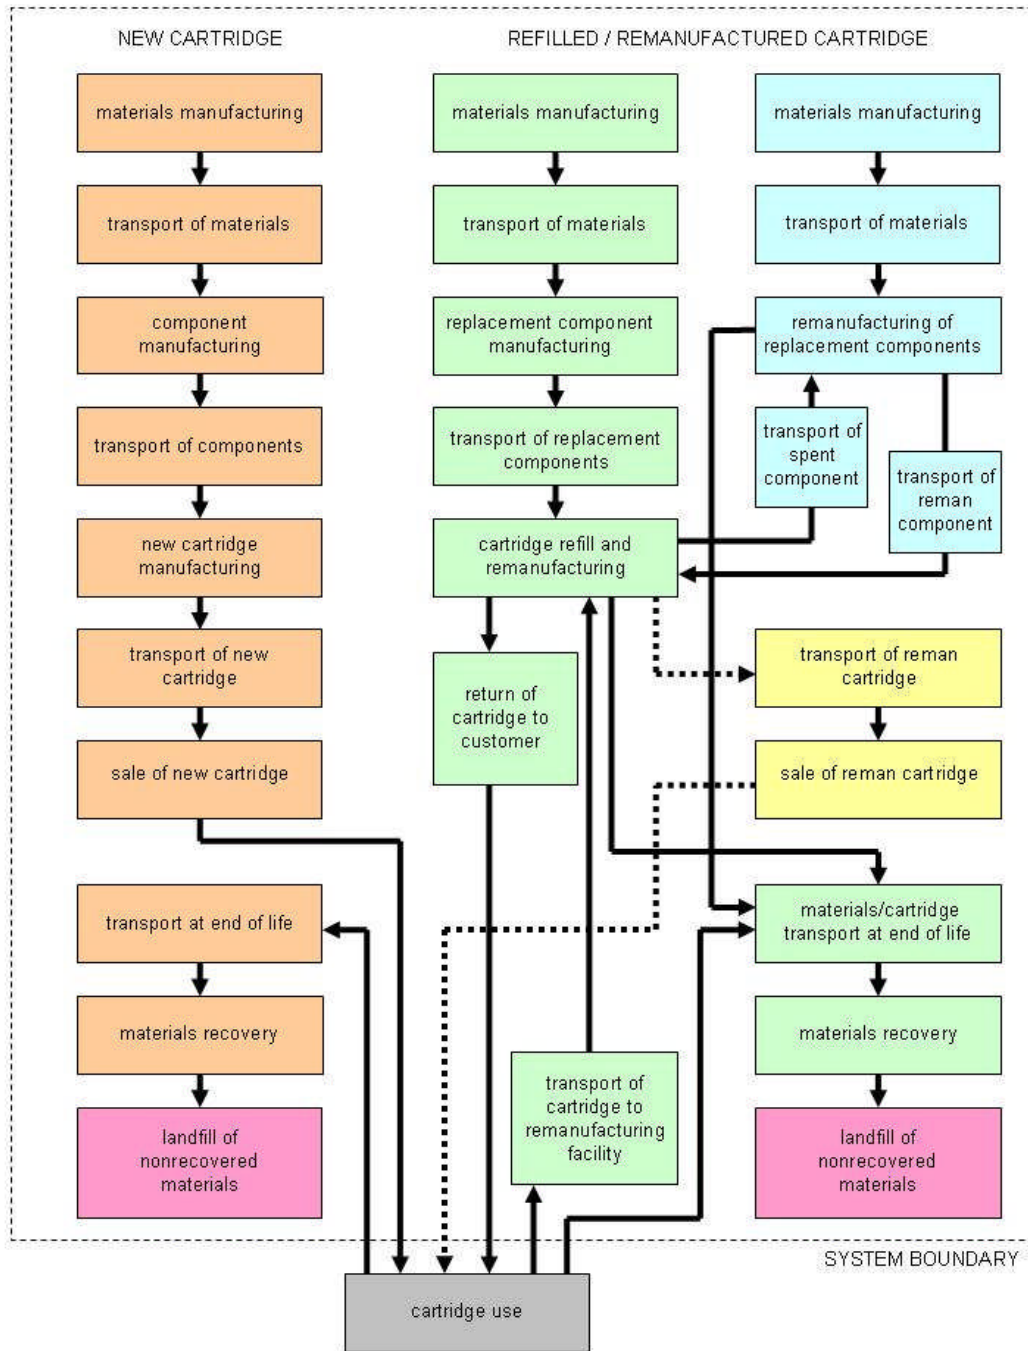 NEW CARTRIDGE
REFILLED / REMANUFACTURED CARTRIDGE
materials manufacturing
transport of materials
component
manufacturing
transport of components
new cartridge
manufacturing
transport of new
cartridge
sale of new cartridge
transport at end of life
materials recovery
landfill of
nonrecovered
materials
materials manufacturing
transport of materials
replacement component
manufacturing
transport of replacement
components
cartridge refill and
remanufacturing
return of
cartridge to
customer
transport of
cartridge to
remanufacturing
facility
materials manufacturing
transport of materials
remanufacturing of
replacement components
transport of
spent
component
transport of
reman
component
transport of reman
cartridge
sale of reman cartridge
materials/cartridge
transport at end of life
materials recovery
landfill of
nonrecovered
materials
SYSTEM BOUNDARY
cartridge use